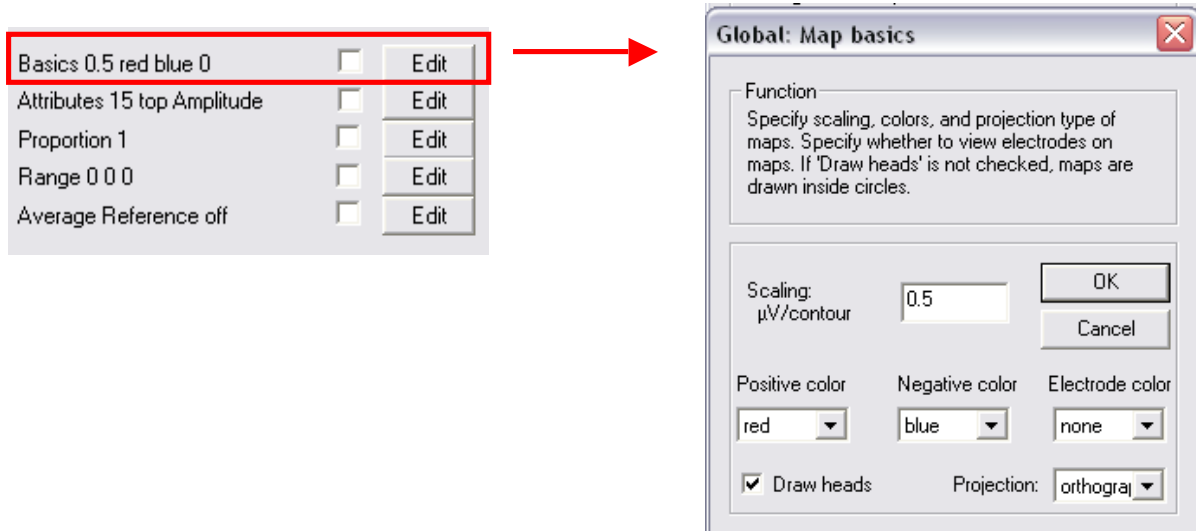 Basics 0.5 red blue 0 Edit
Attributes 15 top Amplitude Edit
Proportion 1 Edit
Range 0 0 0 Edit
Average Reference off Edit
Global: Map basics
Function
Specify scaling, colors, and projection type of
maps. Specify whether to view electrodes on
maps. If 'Draw heads' is not checked, maps are
drawn inside circles.
Scaling:
µV/contour
0.5
OK
Cancel
Positive color Negative color Electrode color
red blue none
Draw heads Projection: orthogra